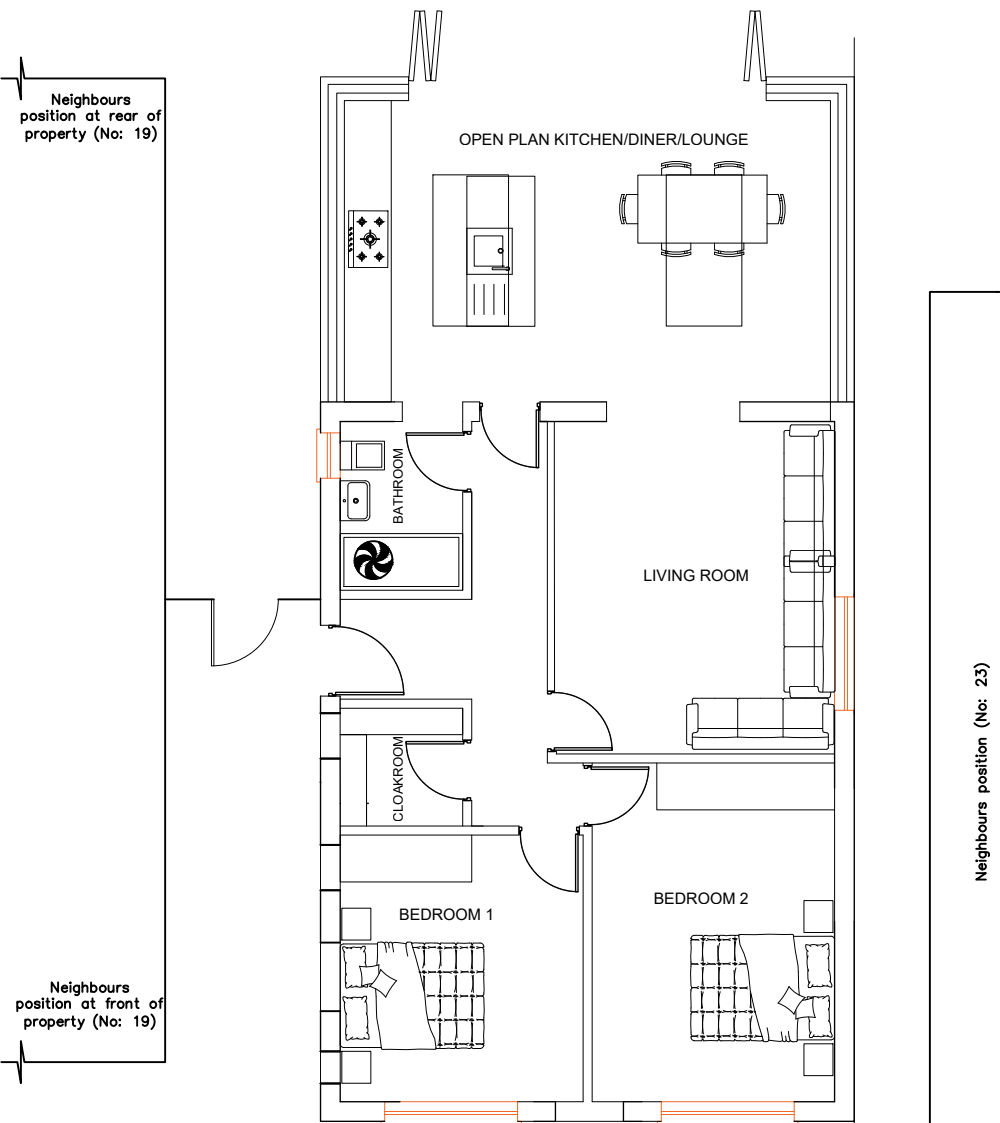 Neighbours
position at rear of
property (No: 19)
OPEN PLAN KITCHEN/DINER/LOUNGE
BATHROOM
LIVING ROOM
Neighbours position (No: 23)
CLOAKROOM
BEDROOM 1
BEDROOM 2
Neighbours
position at front of
property (No: 19)